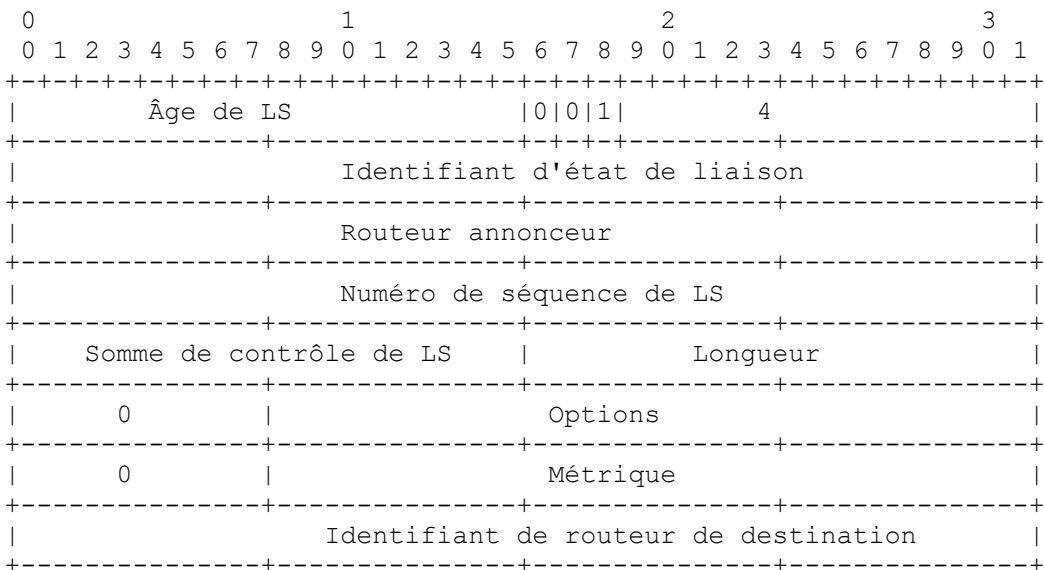 0                   1                   2                   3
 0 1 2 3 4 5 6 7 8 9 0 1 2 3 4 5 6 7 8 9 0 1 2 3 4 5 6 7 8 9 0 1
+-+-+-+-+-+-+-+-+-+-+-+-+-+-+-+-+-+-+-+-+-+-+-+-+-+-+-+-+-+-+-+-+
|        Âge de LS              |0|0|1|        4                |
+---------------+---------------+-+-+-+---------+---------------+
|                    Identifiant d'état de liaison              |
+---------------+---------------+---------------+---------------+
|                    Routeur annonceur                          |
+---------------+---------------+---------------+---------------+
|                    Numéro de séquence de LS                   |
+---------------+---------------+---------------+---------------+
|    Somme de contrôle de LS    |          Longueur             |
+---------------+---------------+---------------+---------------+
|      0        |                 Options                       |
+---------------+---------------+---------------+---------------+
|      0        |                 Métrique                      |
+---------------+---------------+---------------+---------------+
|                   Identifiant de routeur de destination       |
+---------------+---------------+---------------+---------------+